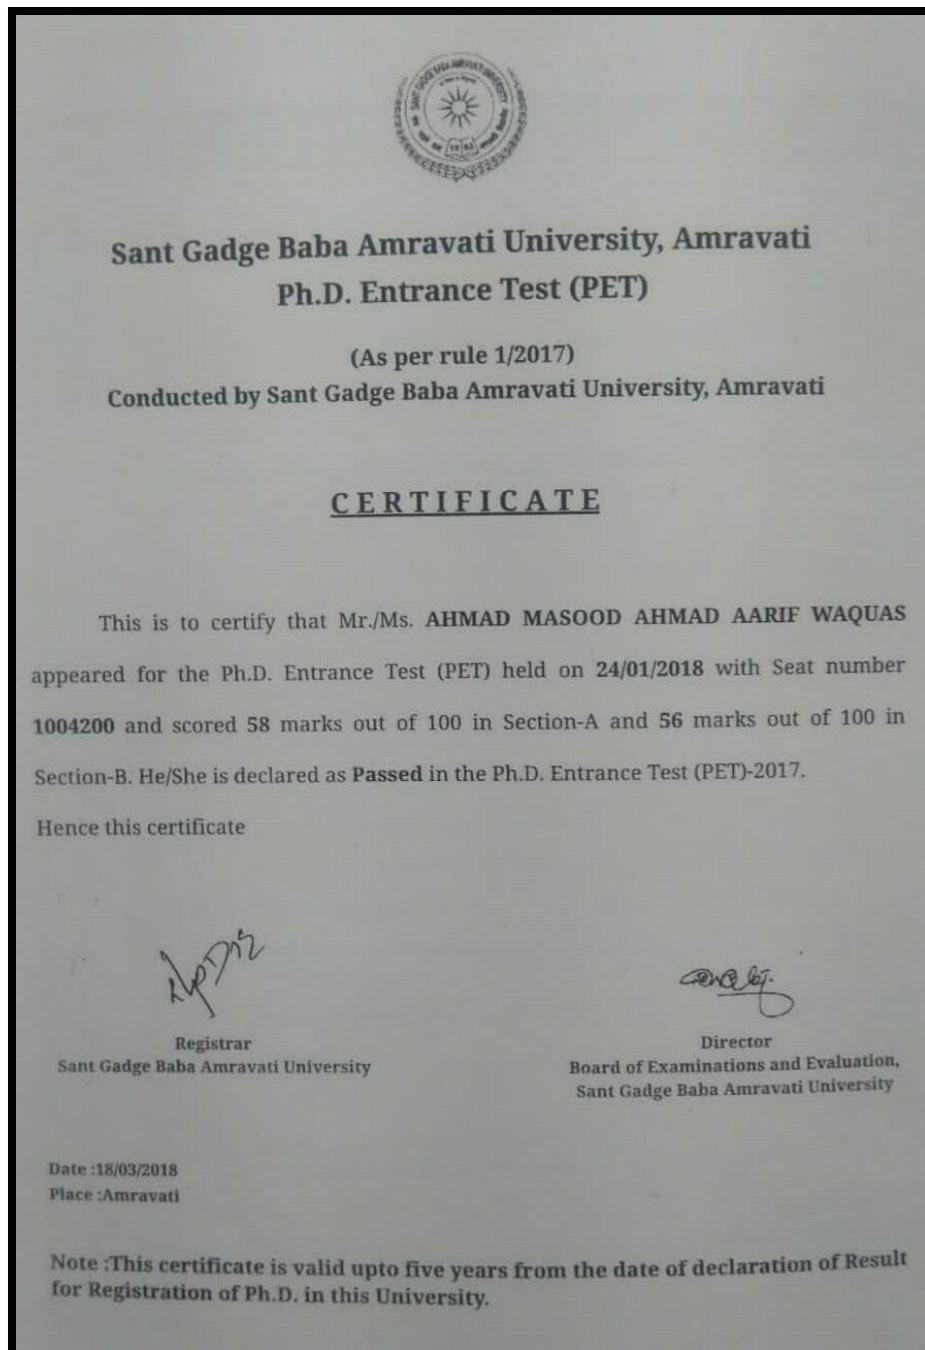 SANT GADGE BABA AMRAVATI UNIVERSITY
1983
Sant Gadge Baba Amravati University, Amravati
Ph.D. Entrance Test (PET)
(As per rule 1/2017)
Conducted by Sant Gadge Baba Amravati University, Amravati
CERTIFICATE
This is to certify that Mr./Ms. AHMAD MASOOD AHMAD AARIF WAQUAS
appeared for the Ph.D. Entrance Test (PET) held on 24/01/2018 with Seat number
1004200 and scored 58 marks out of 100 in Section-A and 56 marks out of 100 in
Section-B. He/She is declared as Passed in the Ph.D. Entrance Test (PET)-2017.
Hence this certificate
Registrar
Sant Gadge Baba Amravati University
Director
Board of Examinations and Evaluation,
Sant Gadge Baba Amravati University
Date :18/03/2018
Place :Amravati
Note :This certificate is valid upto five years from the date of declaration of Result
for Registration of Ph.D. in this University.